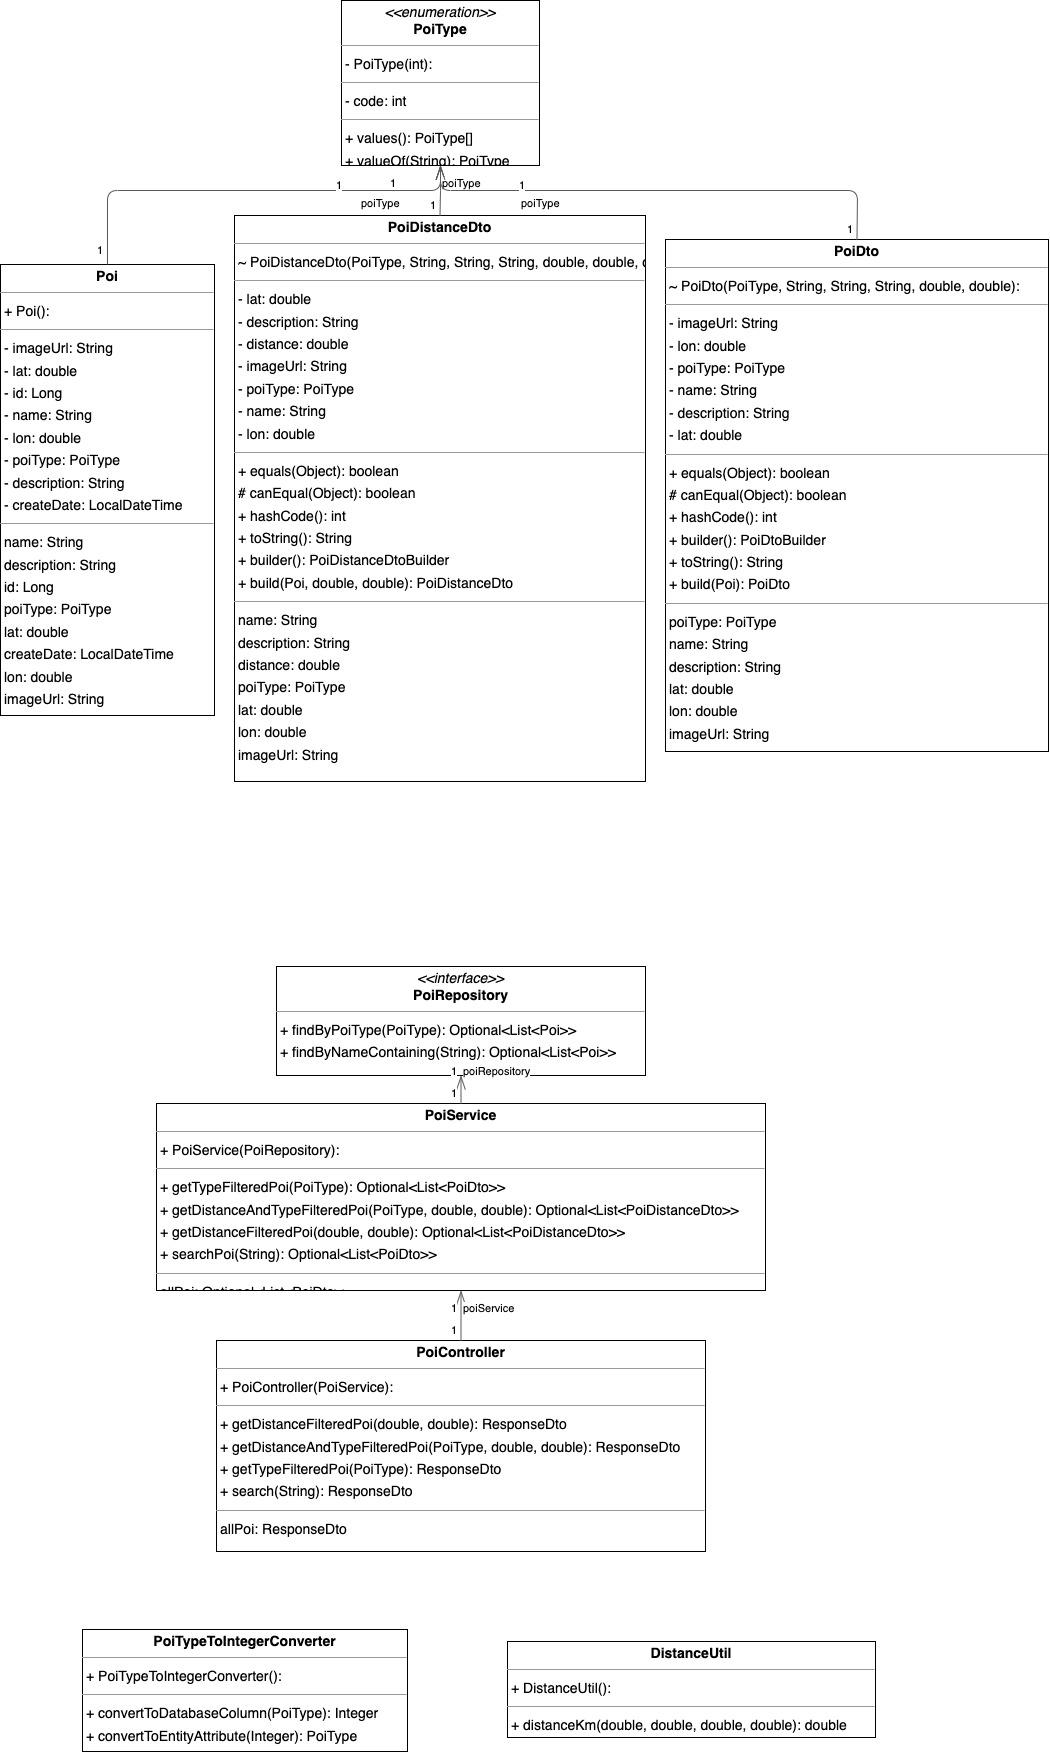 <<enumeration>>
PoiType
- PoiType(int):
- code: int
+ values(): PoiType[]
+ valueOf(String): PoiType
1
1
poiType
1
poiType
1
poiType
1
1
PoiDistanceDto
~ PoiDistanceDto(PoiType, String, String, String, double, double,
- lat: double
- description: String
- distance: double
- imageUrl: String
- poiType: PoiType
- name: String
- lon: double
+ equals(Object): boolean
# canEqual(Object): boolean
+ hashCode(): int
+ toString(): String
+ builder(): PoiDistanceDtoBuilder
+ build(Poi, double, double): PoiDistanceDto
name: String
description: String
distance: double
poiType: PoiType
lat: double
lon: double
imageUrl: String
PoiDto
~ PoiDto(PoiType, String, String, String, double, double):
- imageUrl: String
- lon: double
- poiType: PoiType
- name: String
- description: String
- lat: double
+ equals(Object): boolean
# canEqual(Object): boolean
+ hashCode(): int
+ builder(): PoiDtoBuilder
+ toString(): String
+ build(Poi): PoiDto
poiType: PoiType
name: String
description: String
lat: double
lon: double
imageUrl: String
Poi
+ Poi():
- imageUrl: String
- lat: double
- id: Long
- name: String
- lon: double
- poiType: PoiType
- description: String
- createDate: LocalDateTime
name: String
description: String
id: Long
poiType: PoiType
lat: double
createDate: LocalDateTime
lon: double
imageUrl: String
<<interface>>
PoiRepository
+ findByPoiType(PoiType): Optional<List<Poi>>
+ findByNameContaining(String): Optional<List<Poi>>
1 poiRepository
1
PoiService
+ PoiService(PoiRepository):
+ getTypeFilteredPoi(PoiType): Optional<List<PoiDto>>
+ getDistanceAndTypeFilteredPoi(PoiType, double, double): Optional<List<PoiDistanceDto>>
+ getDistanceFilteredPoi(double, double): Optional<List<PoiDistanceDto>>
+ searchPoi(String): Optional<List<PoiDto>>
allPoi: Optional<List<PoiDto>>
1 poiService
1
PoiController
+ PoiController(PoiService):
+ getDistanceFilteredPoi(double, double): ResponseDto
+ getDistanceAndTypeFilteredPoi(PoiType, double, double): ResponseDto
+ getTypeFilteredPoi(PoiType): ResponseDto
+ search(String): ResponseDto
allPoi: ResponseDto
PoiTypeToIntegerConverter
+ PoiTypeToIntegerConverter():
+ convertToDatabaseColumn(PoiType): Integer
+ convertToEntityAttribute(Integer): PoiType
DistanceUtil
+ DistanceUtil():
+ distanceKm(double, double, double, double): double